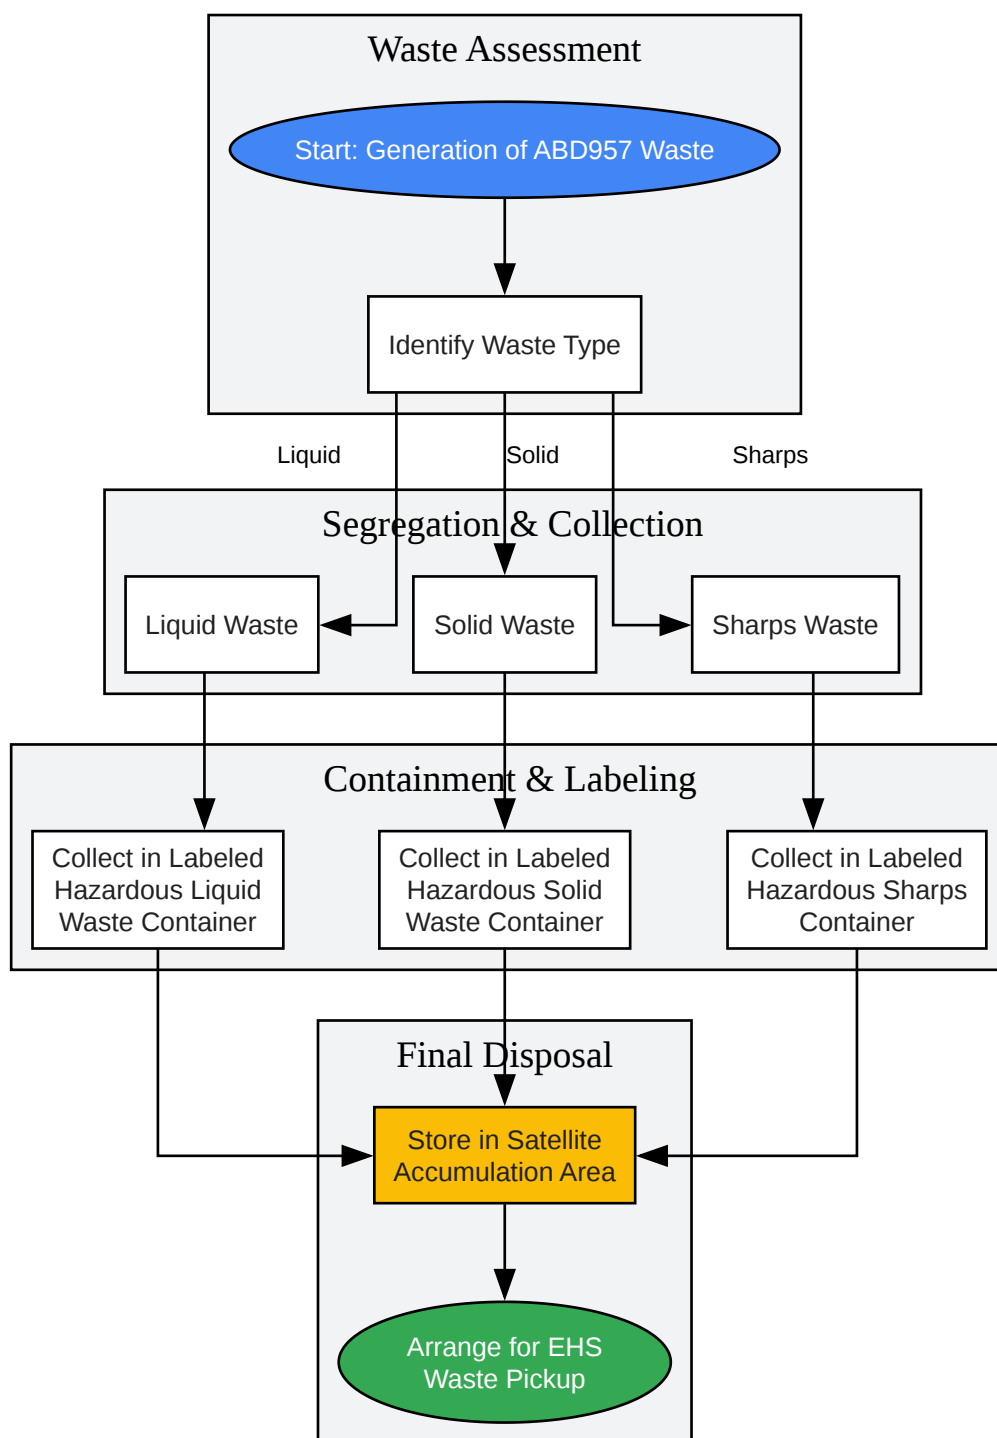 Waste Assessment
Start: Generation of ABD957 Waste
Identify Waste Type
Liquid
Solid
Sharps
Segregation & Collection
Liquid Waste
Solid Waste
Sharps Waste
Containment & Labeling
Collect in Labeled
Hazardous Liquid
Waste Container
Collect in Labeled
Hazardous Solid
Waste Container
Collect in Labeled
Hazardous Sharps
Container
Final Disposal
Store in Satellite
Accumulation Area
Arrange for EHS
Waste Pickup